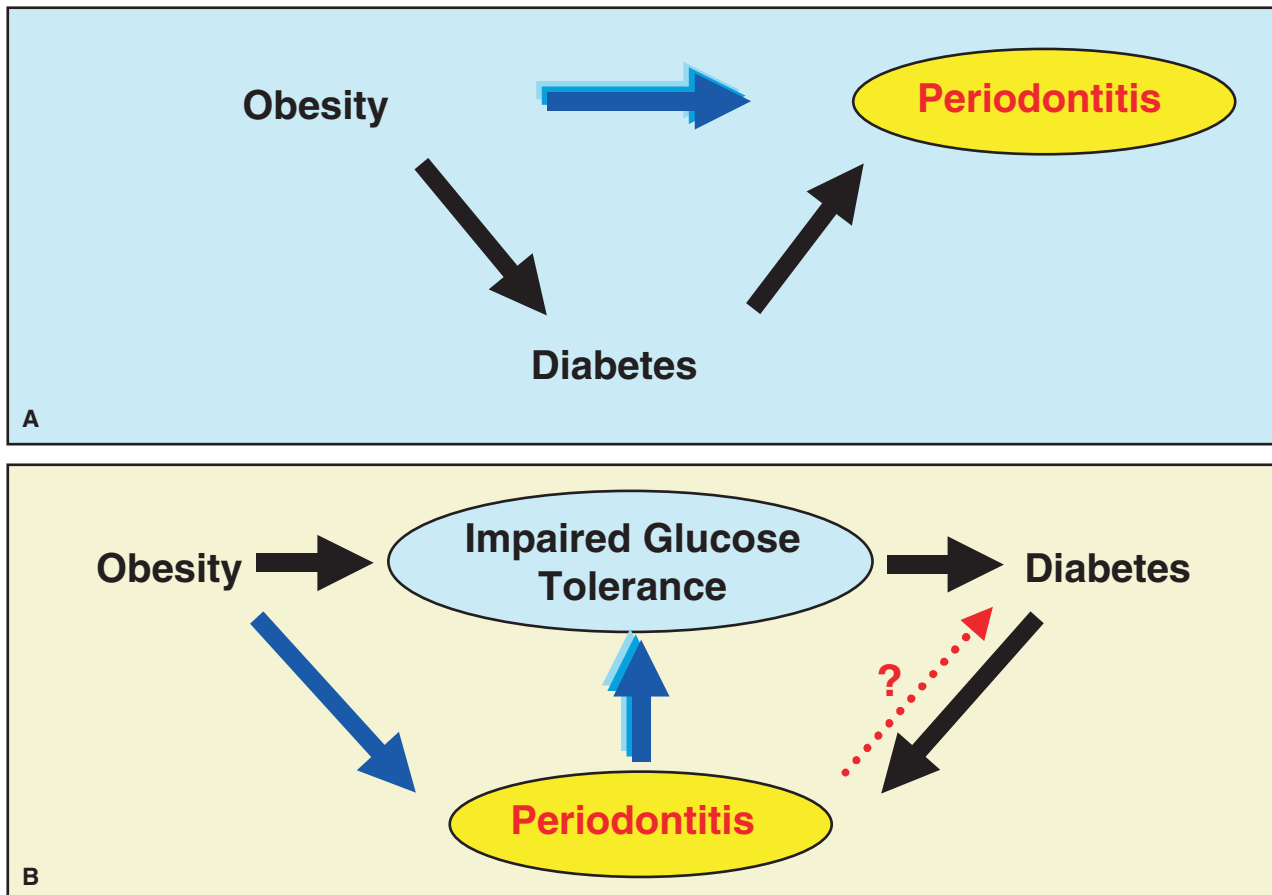 Obesity
Periodontitis
Diabetes
A
Impaired Glucose
Tolerance
Obesity
Diabetes
?
Periodontitis
B